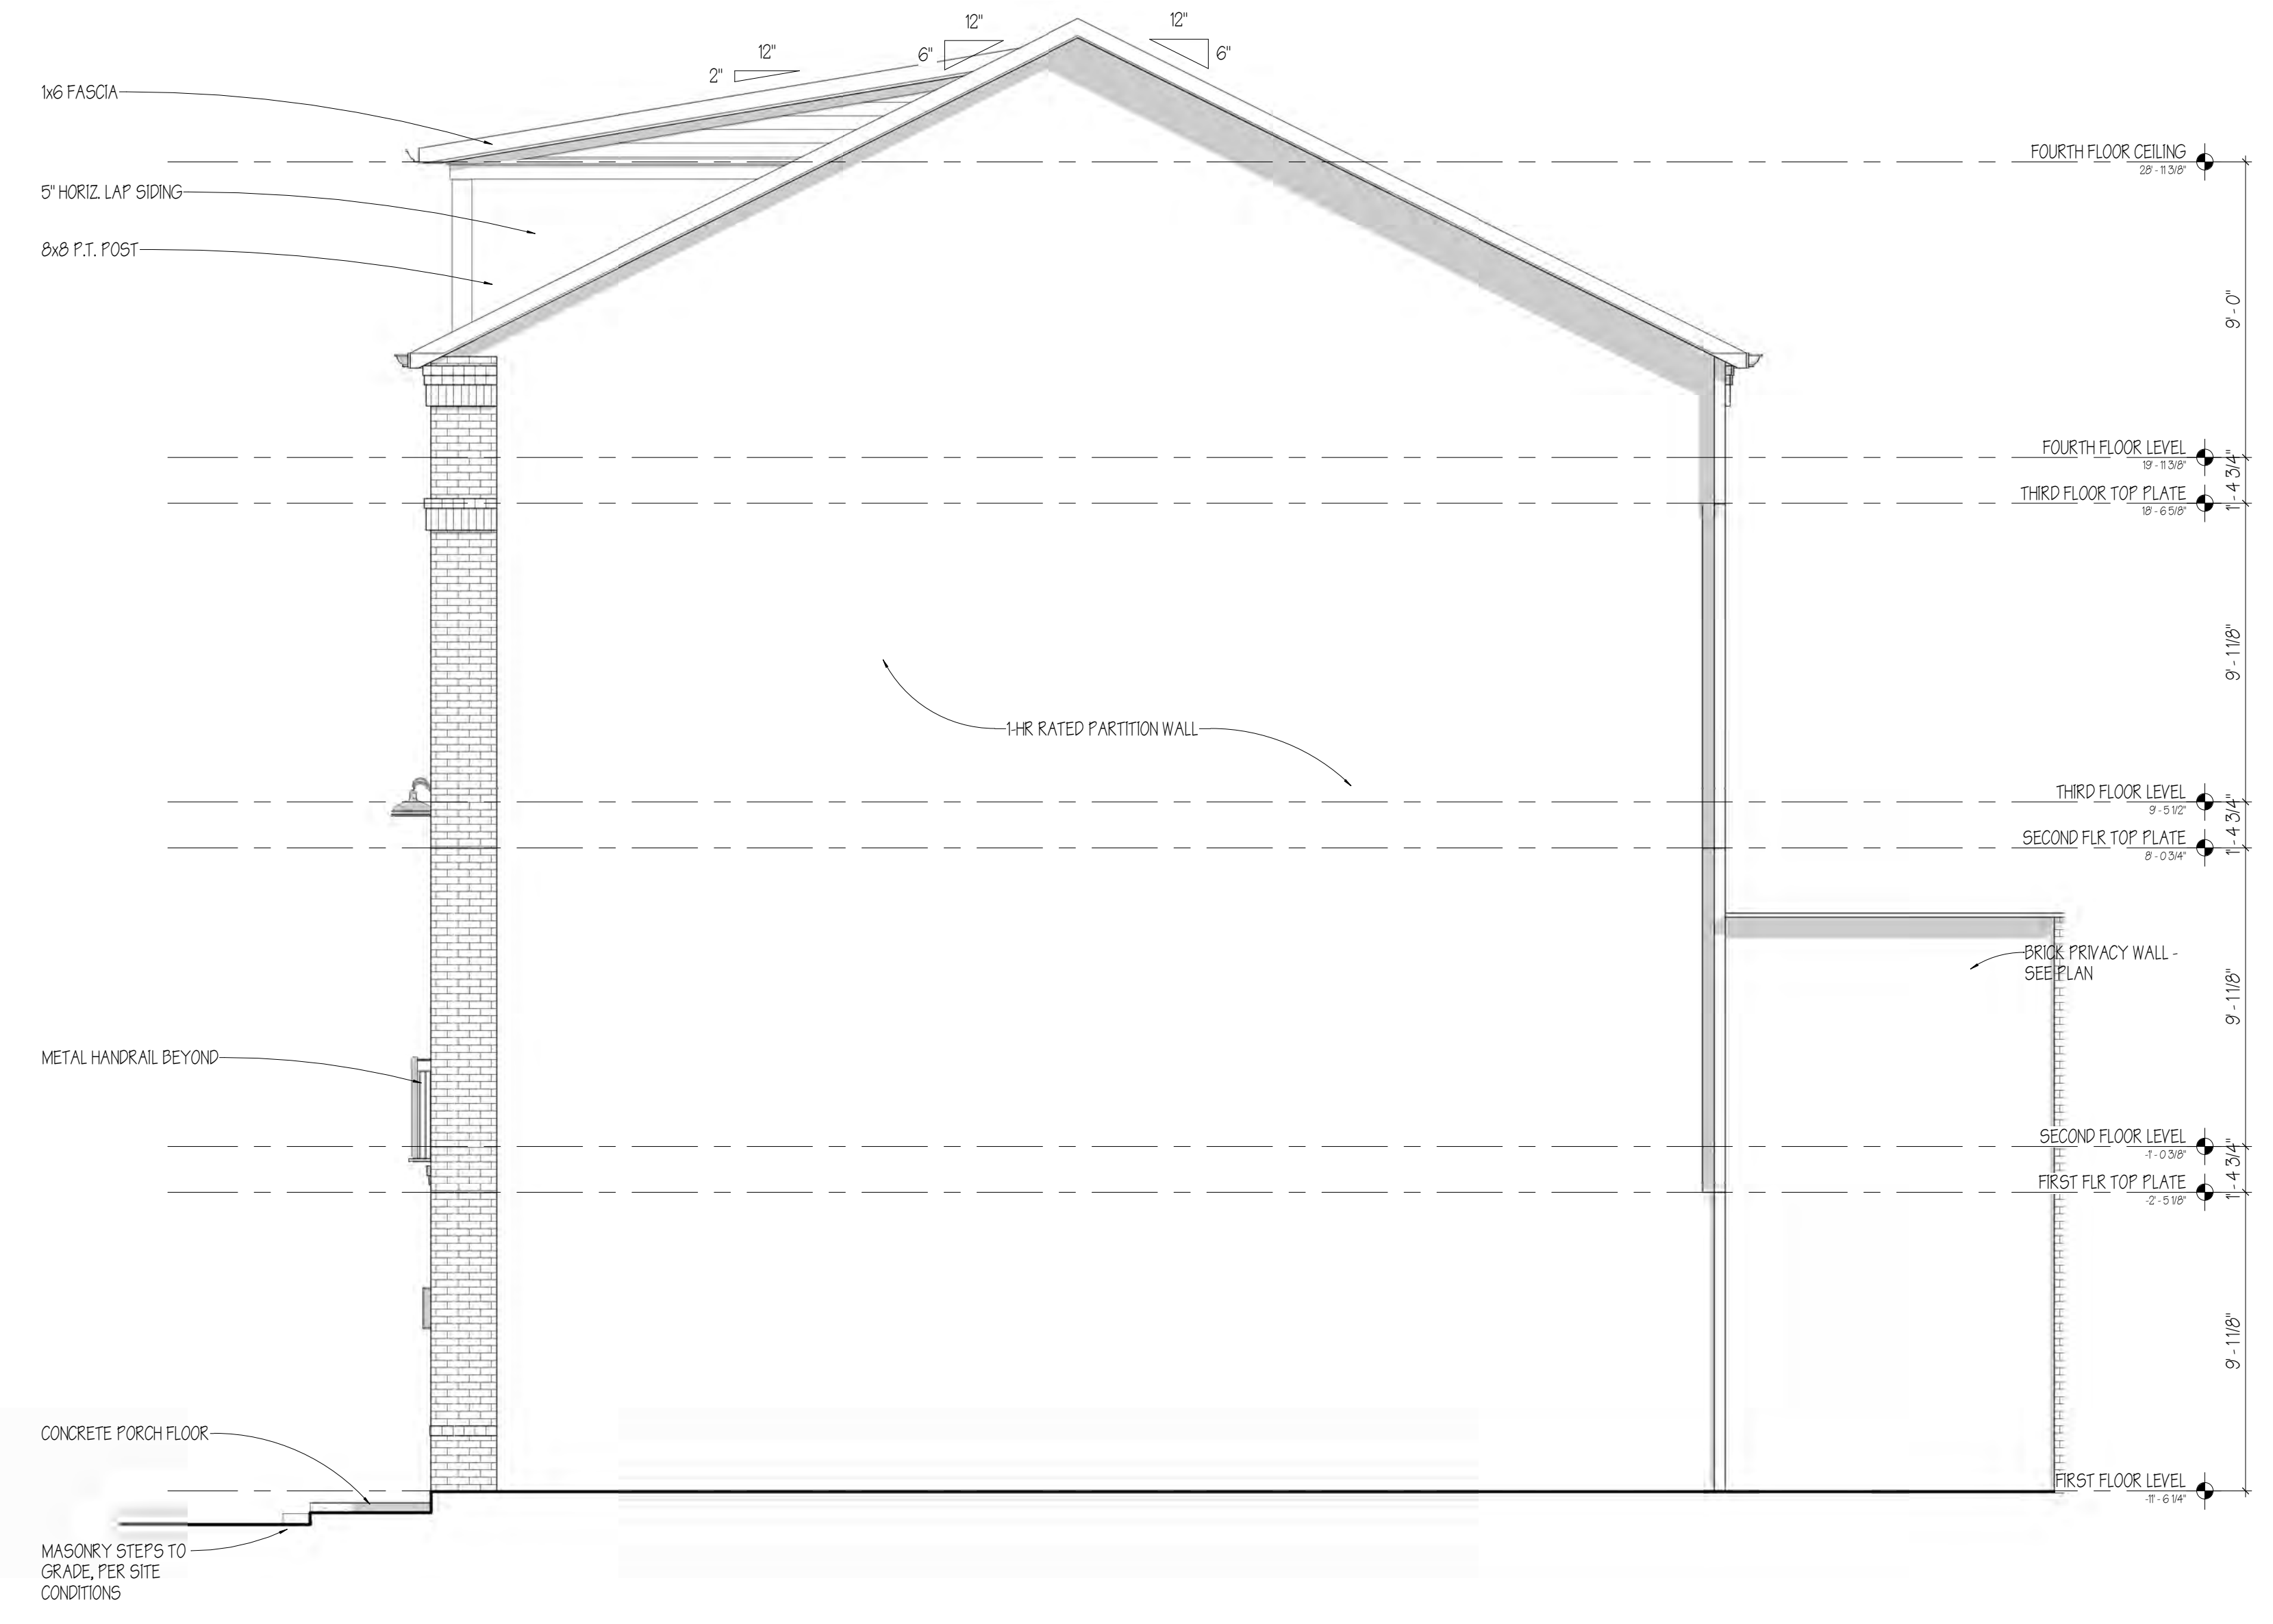 12"
12"
12"
6"
6"
2"
1x6 FASCIA
FOURTH FLOOR CEILING
28' - 11 3/8"
5" HORIZ. LAP SIDING
8x8 P.T. POST
9' - 0"
FOURTH FLOOR LEVEL
19' - 11 3/8"
1' - 4 3/4"
THIRD FLOOR TOP PLATE
18' - 6 5/8"
9' - 1 1/8"
1-HR RATED PARTITION WALL
THIRD FLOOR LEVEL
9' - 5 1/2"
1' - 4 3/4"
SECOND FLR TOP PLATE
8' - 0 3/4"
BRICK PRIVACY WALL -
SEE PLAN
9' - 1 1/8"
METAL HANDRAIL BEYOND
SECOND FLOOR LEVEL
-1' - 0 3/8"
1' - 4 3/4"
FIRST FLR TOP PLATE
-2' - 5 1/8"
9' - 1 1/8"
CONCRETE PORCH FLOOR
FIRST FLOOR LEVEL
-11' - 6 1/4"
MASONRY STEPS TO
GRADE, PER SITE
CONDITIONS